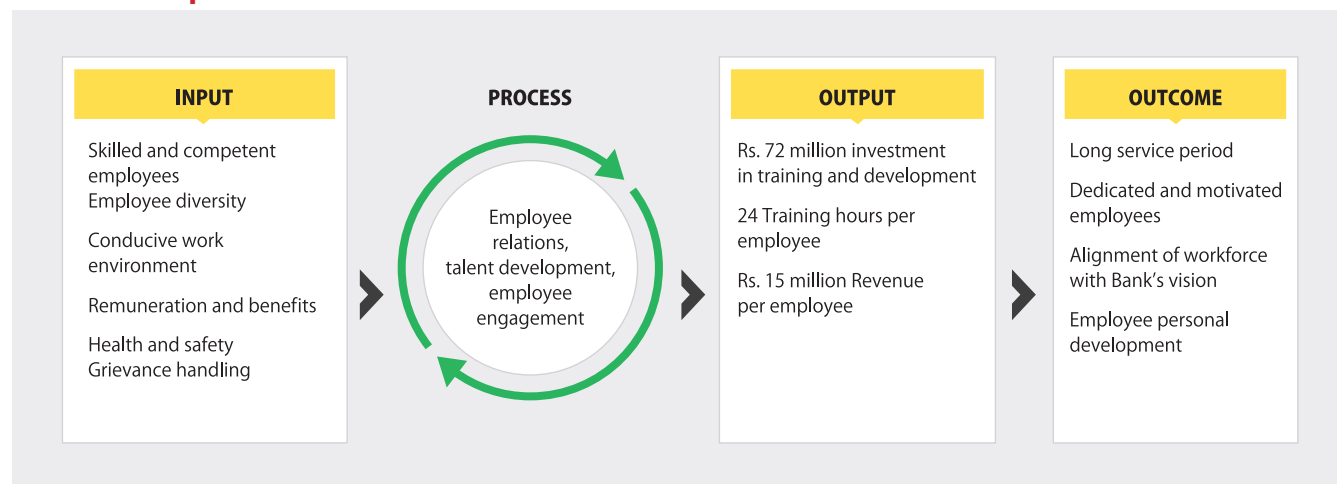 INPUT
Skilled and competent
employees
Employee diversity
Conducive work
environment
Remuneration and benefits
Health and safety
Grievance handling
PROCESS
Employee
relations,
talent development,
employee
engagement
OUTPUT
Rs. 72 million investment
in training and development
24 Training hours per
employee
Rs. 15 million Revenue
per employee
OUTCOME
Long service period
Dedicated and motivated
employees
Alignment of workforce
with Bank’s vision
Employee personal
development